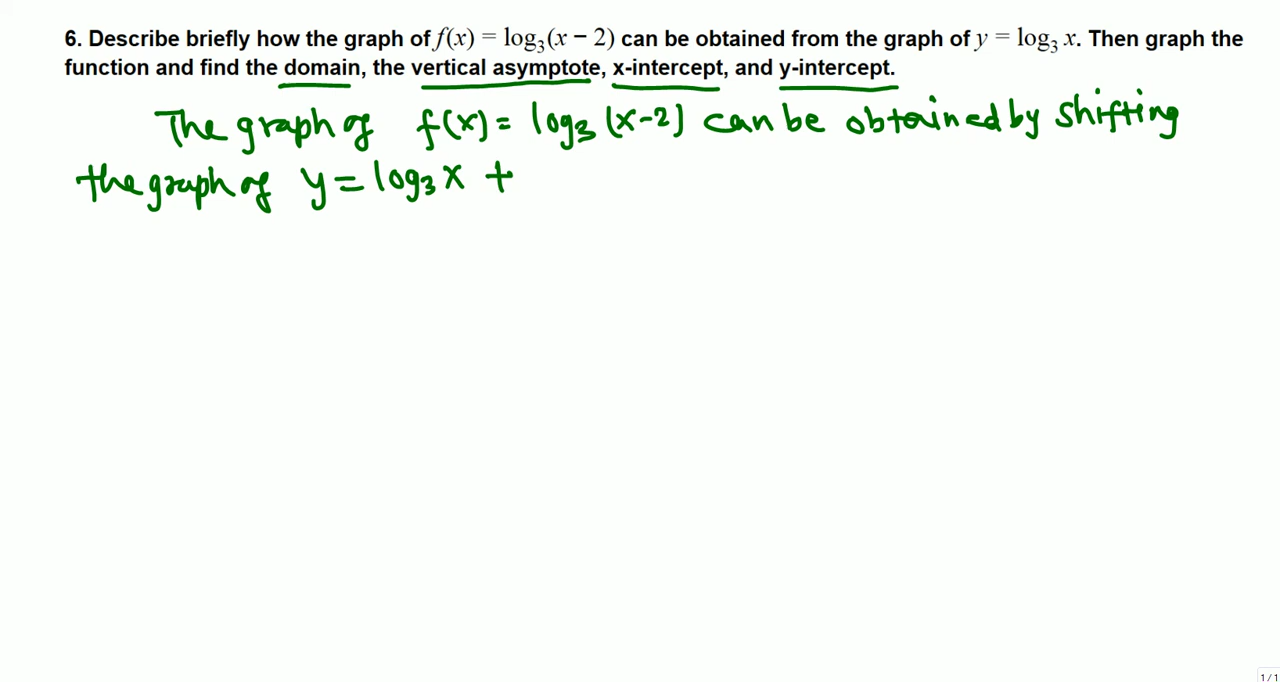 6. Describe briefly how the graph of f(x) = log₃(x − 2) can be obtained from the graph of y = log₃ x. Then graph the
function and find the domain, the vertical asymptote, x-intercept, and y-intercept.
The graph of f(x) = log₃ (x-2) can be obtained by shifting
the graph of y = log₃ x t
1/1